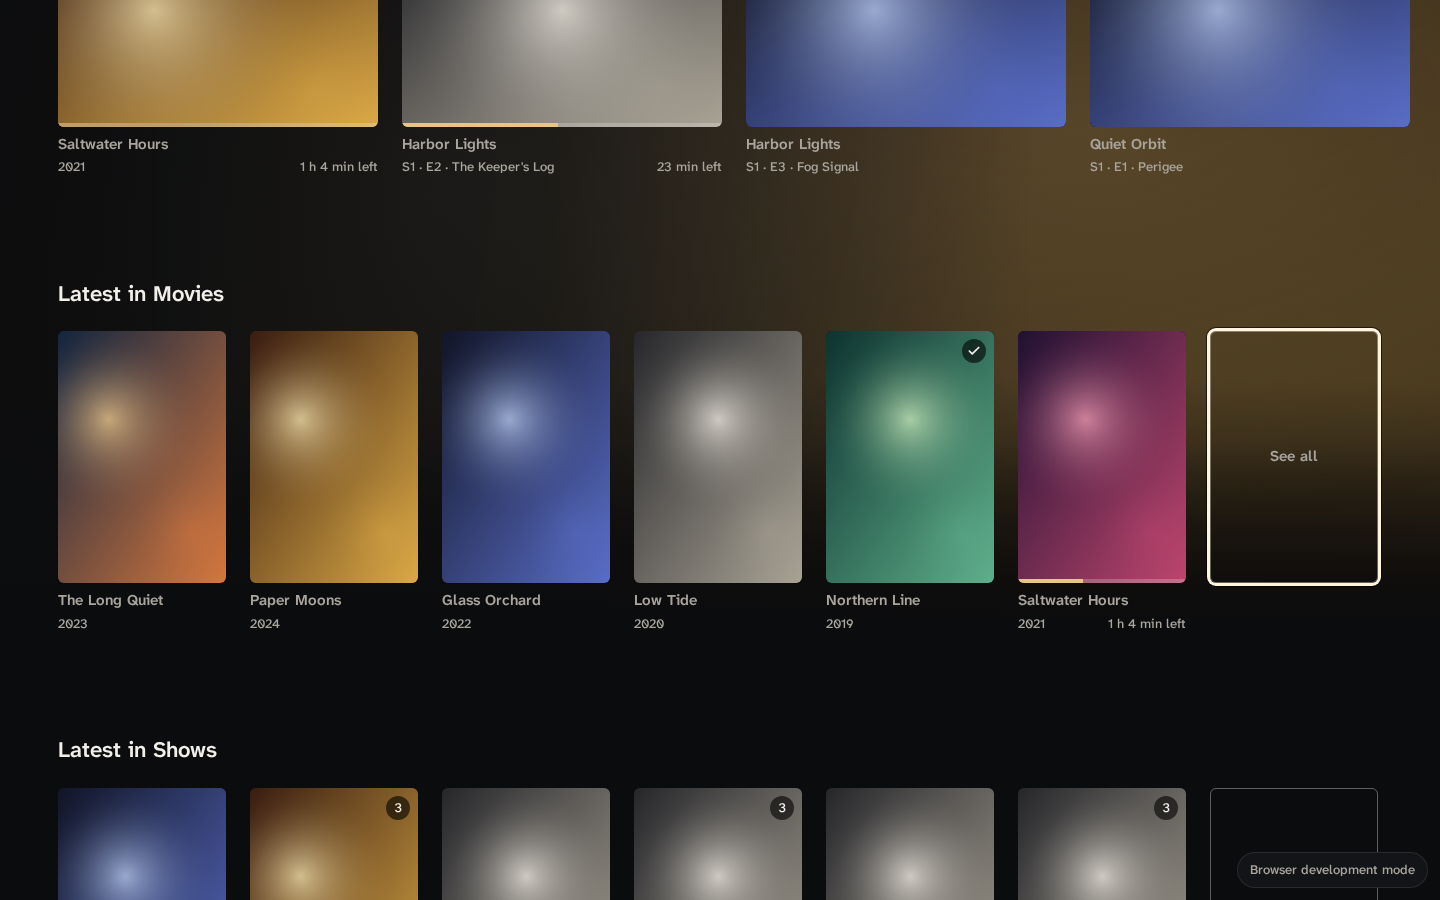 Saltwater Hours
2021 1 h 4 min left
Harbor Lights
S1 · E2 · The Keeper's Log 23 min left
Harbor Lights
S1 · E3 · Fog Signal
Quiet Orbit
S1 · E1 · Perigee
Latest in Movies
See all
The Long Quiet
2023
Paper Moons
2024
Glass Orchard
2022
Low Tide
2020
Northern Line
2019
Saltwater Hours
2021 1 h 4 min left
Latest in Shows
3
3
3
Browser development mode